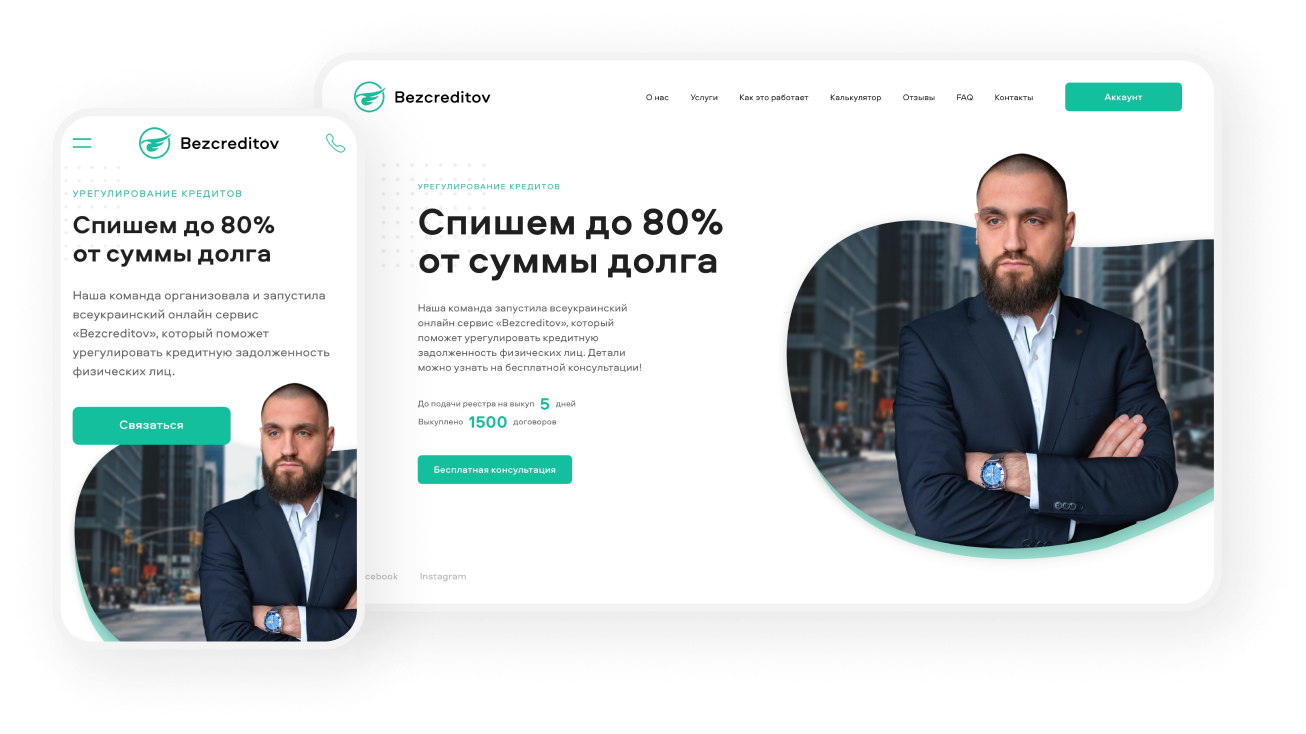 Bezcreditov
УРЕГУЛИРОВАНИЕ КРЕДИТОВ
Спишем до 80%
от суммы долга
Наша команда организовала и запустила
всеукраинский онлайн сервис
«Bezcreditov», который поможет
урегулировать кредитную задолженность
физических лиц.
Связаться
Bezcreditov
О нас
Услуги
Как это работает
Калькулятор
Отзывы
FAQ
Контакты
Аккаунт
УРЕГУЛИРОВАНИЕ КРЕДИТОВ
Спишем до 80%
от суммы долга
Наша команда запустила всеукраинский
онлайн сервис «Bezcreditov», который
поможет урегулировать кредитную
задолженность физических лиц. Детали
можно узнать на бесплатной консультации!
До подачи реестра на выкуп 5 дней
Выкуплено 1500 договоров
Бесплатная консультация
cebook
Instagram